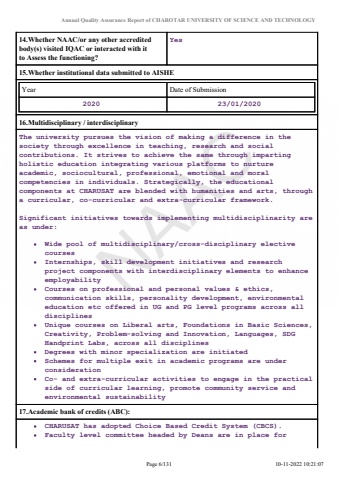 Annual Quality Assurance Report of CHAROTAR UNIVERSITY OF SCIENCE AND TECHNOLOGY
14.Whether NAAC/or any other accredited
body(s) visited IQAC or interacted with it
to Assess the functioning?
Yes
15.Whether institutional data submitted to AISHE
Year
Date of Submission
2020
23/01/2020
16.Multidisciplinary / interdisciplinary
The university pursues the vision of making a difference in the
society through excellence in teaching, research and social
contributions. It strives to achieve the same through imparting
holistic education integrating various platforms to nurture
academic, sociocultural, professional, emotional and moral
competencies in individuals. Strategically, the educational
components at CHARUSAT are blended with humanities and arts, through
a curricular, co-curricular and extra-curricular framework.
Significant initiatives towards implementing multidisciplinarity are
as under:
• Wide pool of multidisciplinary/cross-disciplinary elective
courses
• Internships, skill development initiatives and research
project components with interdisciplinary elements to enhance
employability
• Courses on professional and personal values & ethics,
communication skills, personality development, environmental
education etc offered in UG and PG level programs across all
disciplines
• Unique courses on Liberal arts, Foundations in Basic Sciences,
Creativity, Problem-solving and Innovation, Languages, SDG
Handprint Labs, across all disciplines
• Degrees with minor specialization are initiated
• Schemes for multiple exit in academic programs are under
consideration
• Co- and extra-curricular activities to engage in the practical
side of curricular learning, promote community service and
environmental sustainability
17.Academic bank of credits (ABC):
• CHARUSAT has adopted Choice Based Credit System (CBCS).
• Faculty level committee headed by Deans are in place for
Page 6/131
10-11-2022 10:21:07
NAAC